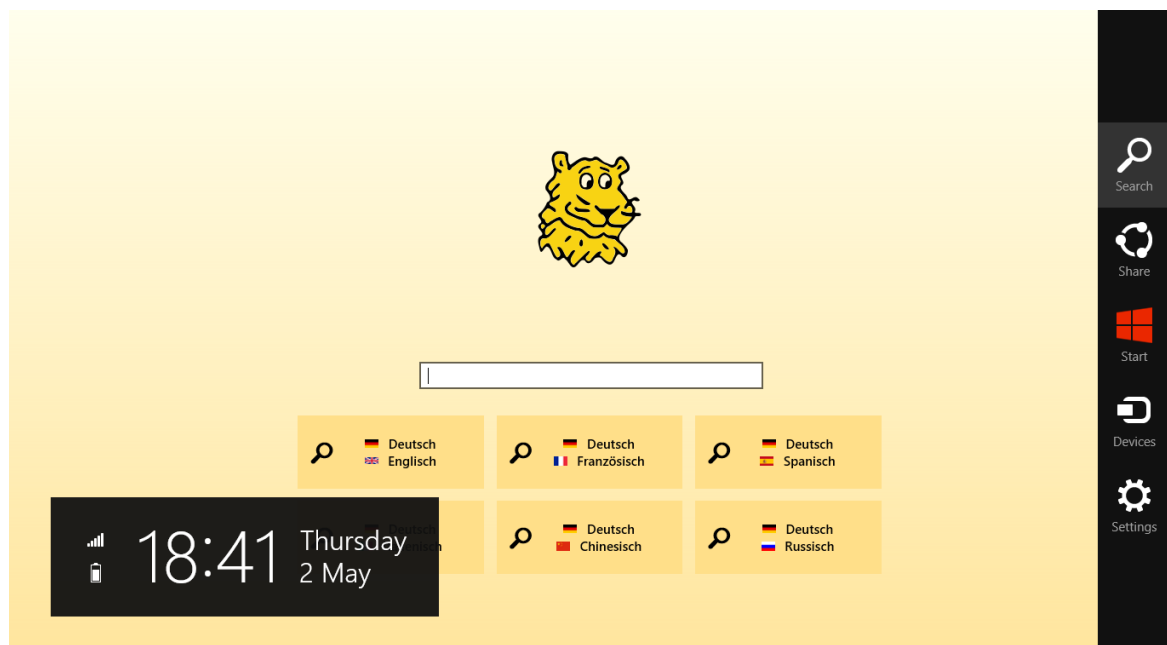 Deutsch
Englisch
Deutsch
Französisch
Deutsch
Spanisch
Deutsch
Deutsch
Chinesisch
Deutsch
Russisch
18:41
Thursday
2 May
Search
Share
Start
Devices
Settings